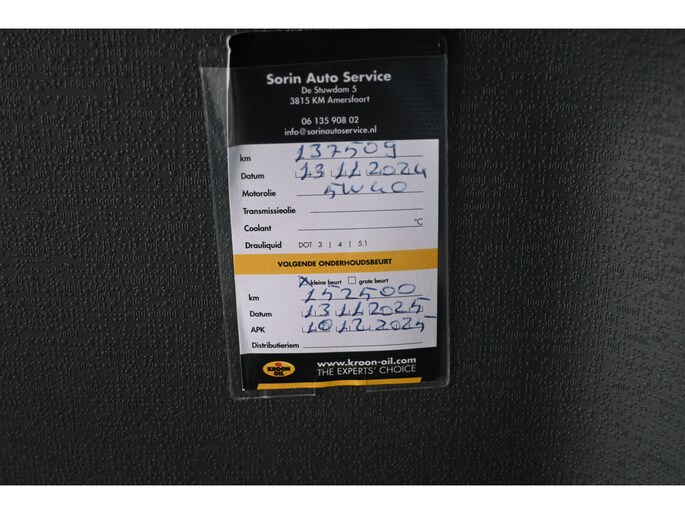 Sorin Auto Service
De Stuwdam 5
3815 KM Amersfoort
06 135 908 02
info@sorinautoservice.nl
km 137509
Datum 13 11 2024
Motorolie 5W40
Transmissieolie
Coolant °C
Drauliquid DOT 3 | 4 | 5.1
VOLGENDE ONDERHOUDSBEURT
kleine beurt grote beurt
km 152500
Datum 13 11 2025
APK 10 12 2025
Distributieriem
KROON OIL www.kroon-oil.com
THE EXPERTS' CHOICE